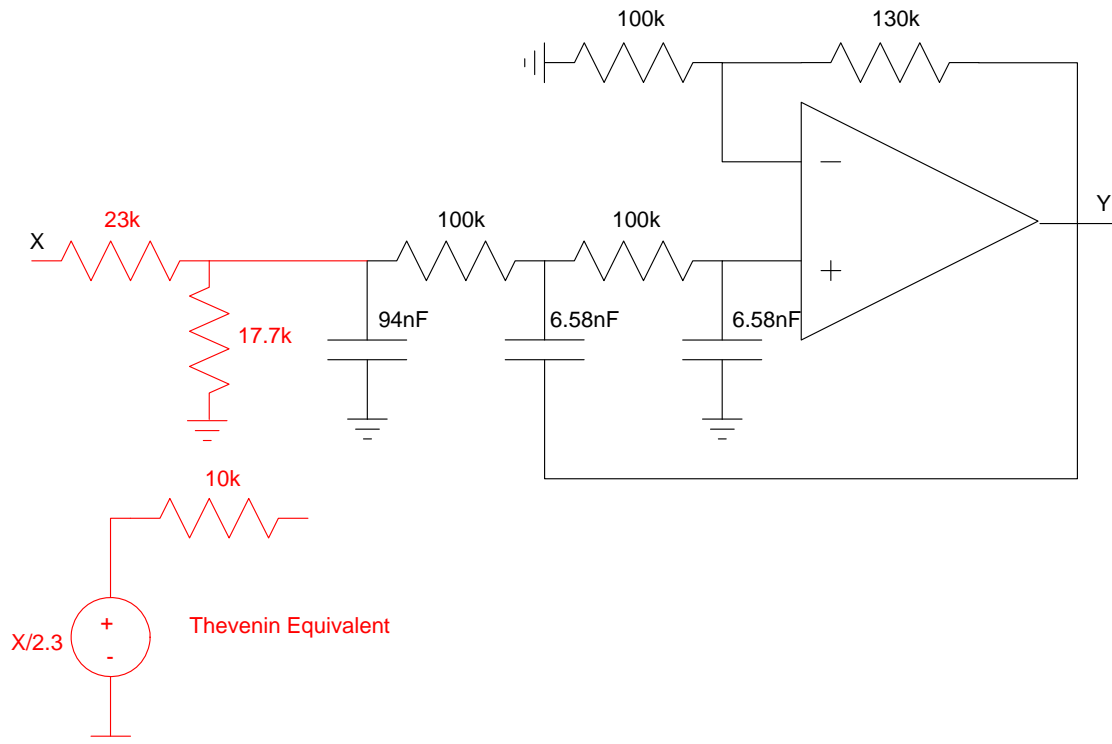 100k
130k
Y
X
23k
100k
100k
17.7k
94nF
6.58nF
6.58nF
10k
X/2.3
Thevenin Equivalent